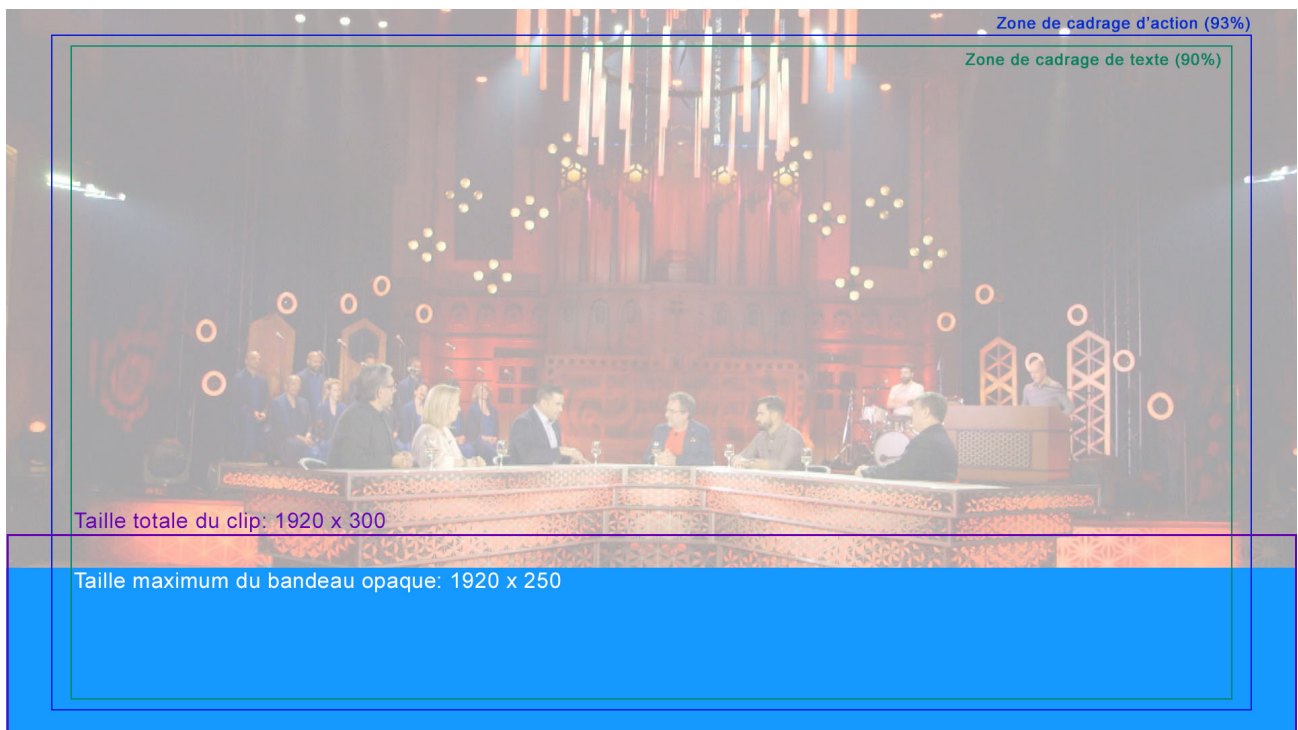 Zone de cadrage d’action (93%)
Zone de cadrage de texte (90%)
Taille totale du clip: 1920 x 300
Taille maximum du bandeau opaque: 1920 x 250